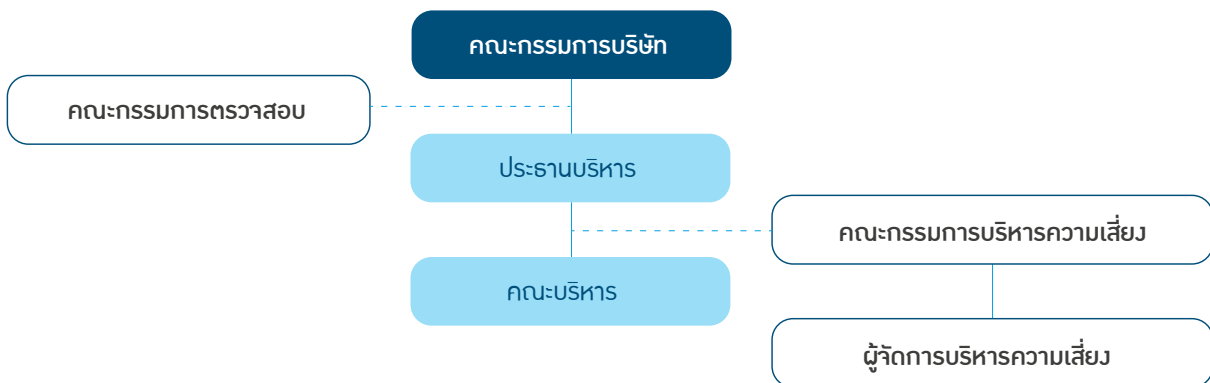 คณะกรรมการบริษัท
คณะกรรมการตรวจสอบ
ประธานบริหาร
คณะกรรมการบริหารความเสี่ยง
คณะบริหาร
ผู้จัดการบริหารความเสี่ยง